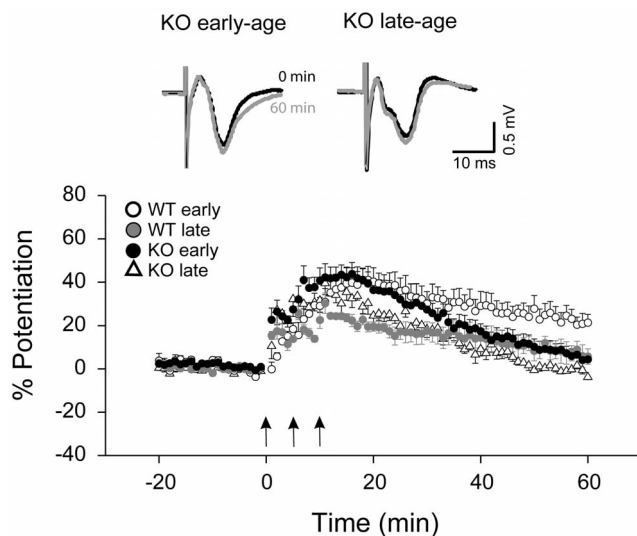 KO early-age KO late-age
0 min
60 min
0.5 mV
10 ms
80
60
40
20
0
-20
-40
% Potentiation
WT early
WT late
KO early
KO late
-20 0 20 40 60
Time (min)